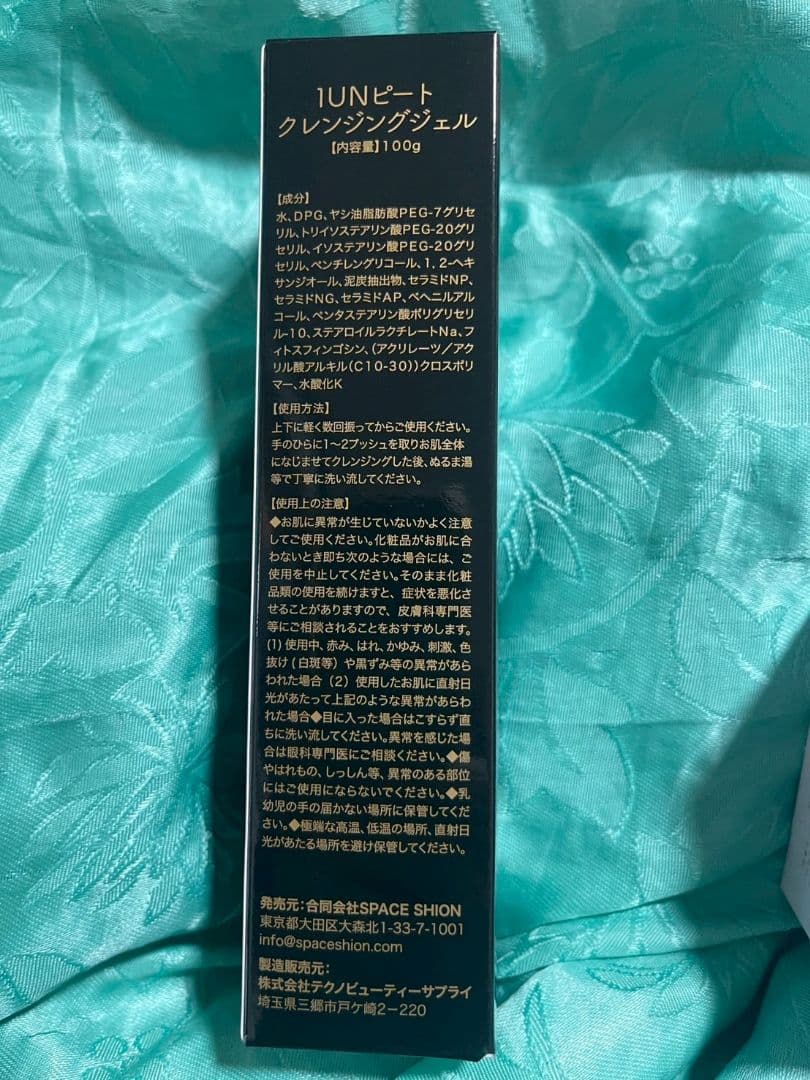 1UNピート
クレンジングジェル
【内容量】100g
【成分】
水、DPG、ヤシ油脂肪酸PEG-7グリセ
リル、トリイソステアリン酸PEG-20グリ
セリル、イソステアリン酸PEG-20グリ
セリル、ペンチレングリコール、1，2-ヘキ
サンジオール、泥炭抽出物、セラミドNP、
セラミドNG、セラミドAP、ベヘニルアル
コール、ペンタステアリン酸ポリグリセリ
ル-10、ステアロイルラクチレートNa、フ
ィトスフィンゴシン、（アクリレーツ／アク
リル酸アルキル（C10-30））クロスポリ
マー、水酸化K
【使用方法】
上下に軽く数回振ってからご使用ください。
手のひらに1〜2プッシュを取りお肌全体
になじませてクレンジングした後、ぬるま湯
等で丁寧に洗い流してください。
【使用上の注意】
◆お肌に異常が生じていないかよく注意
してご使用ください。化粧品がお肌に合
わないとき即ち次のような場合には、ご
使用を中止してください。そのまま化粧
品類の使用を続けますと、症状を悪化さ
せることがありますので、皮膚科専門医
等にご相談されることをおすすめします。
(1) 使用中、赤み、はれ、かゆみ、刺激、色
抜け(白斑等）や黒ずみ等の異常があら
われた場合（2）使用したお肌に直射日
光があたって上記のような異常があらわ
れた場合◆目に入った場合はこすらず直
ちに洗い流してください。異常を感じた場
合は眼科専門医にご相談ください。◆傷
やはれもの、しっしん等、異常のある部位
にはご使用にならないでください。◆乳
幼児の手の届かない場所に保管してくだ
さい。◆極端な高温、低温の場所、直射日
光があたる場所を避け保管してください。
発売元：合同会社SPACE SHION
東京都大田区大森北1-33-7-1001
info@spaceshion.com
製造販売元：
株式会社テクノビューティーサプライ
埼玉県三郷市戸ケ崎2−220